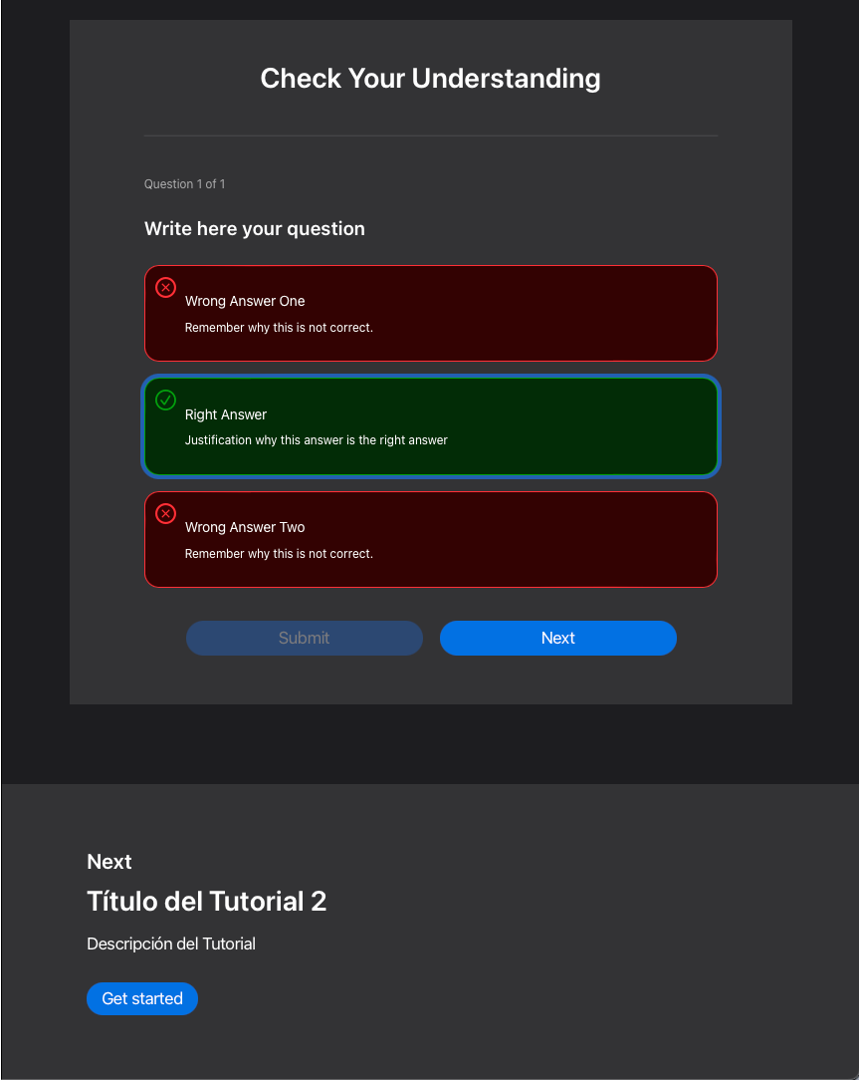 Check Your Understanding
Question 1 of 1
Write here your question
Wrong Answer One
Remember why this is not correct.
Right Answer
Justification why this answer is the right answer
Wrong Answer Two
Remember why this is not correct.
Submit
Next
Next
Título del Tutorial 2
Descripción del Tutorial
Get started